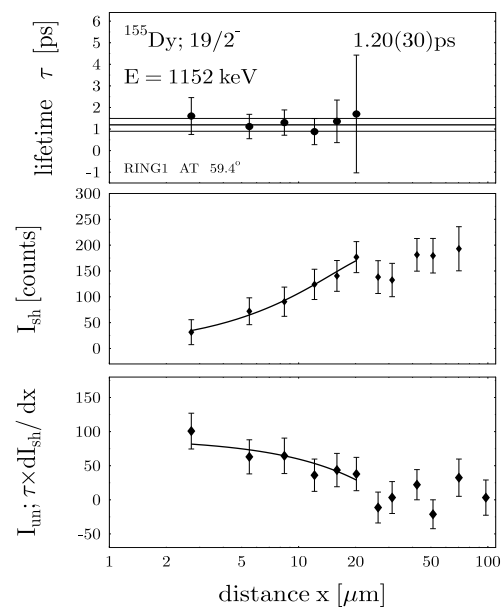 lifetime τ [ps]
6
5
4
3
2
1
0
-1
¹⁵⁵Dy; 19/2⁻
1.20(30)ps
E = 1152 keV
RING1 AT 59.4°
I_sh [counts]
300
250
200
150
100
50
0
I_un; τ×dI_sh/ dx
150
100
50
0
-50
1 2 5 10 20 50 100
distance x [μm]